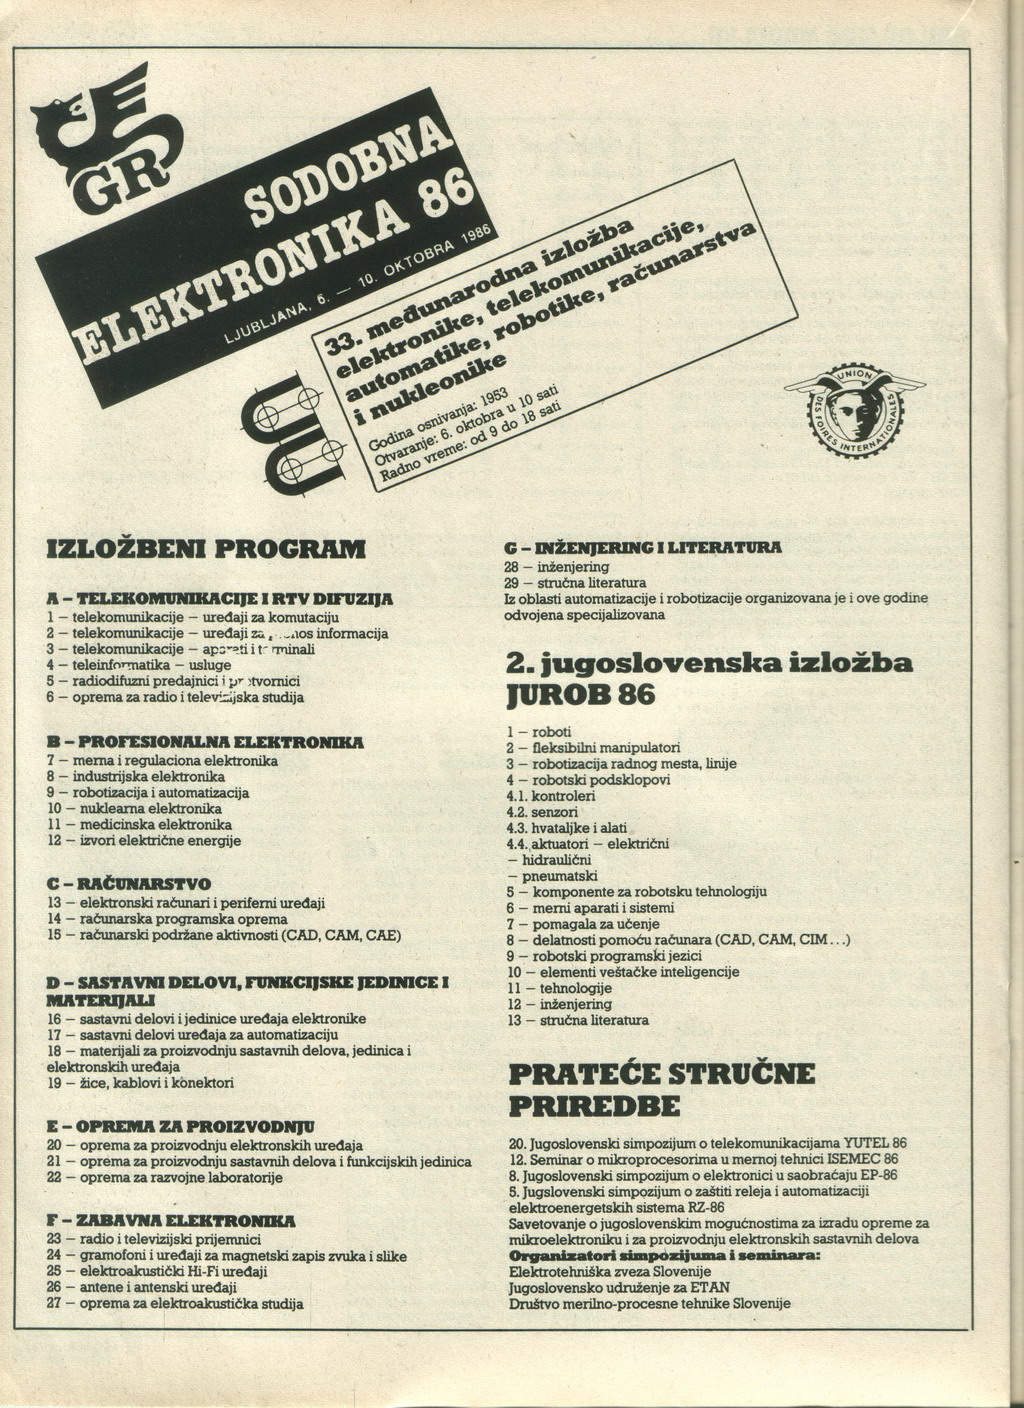 GR
SODOBNA
ELEKTRONIKA 86
LJUBLJANA, 6. — 10. OKTOBRA 1986
33. međunarodna izložba
elektronike, telekomunikacije,
automatike, robotike, računarstva
i nukleonike
Godina osnivanja: 1953
Otvaranje: 6. oktobra u 10 sati
Radno vreme: od 9 do 18 sati
UNION
DES FOIRES INTERNATIONALES
IZLOŽBENI PROGRAM
A – TELEKOMUNIKACIJE I RTV DIFUZIJA
1 – telekomunikacije – uređaji za komutaciju
2 – telekomunikacije – uređaji informacija
3 – telekomunikacije – i
4 – teleinformatika – usluge
5 – radiodifuzni predajnici i
6 – oprema za radio i televizijska studija
B – PROFESIONALNA ELEKTRONIKA
7 – merna i regulaciona elektronika
8 – industrijska elektronika
9 – robotizacija i automatizacija
10 – nuklearna elektronika
11 – medicinska elektronika
12 – izvori električne energije
C – RAČUNARSTVO
13 – elektronski računari i periferni uređaji
14 – računarska programska oprema
15 – računarski podržane aktivnosti (CAD, CAM, CAE)
D – SASTAVNI DELOVI, FUNKCIJSKE JEDINICE I
MATERIJALI
16 – sastavni delovi i jedinice uređaja elektronike
17 – sastavni delovi uređaja za automatizaciju
18 – materijali za proizvodnju sastavnih delova, jedinica i
elektronskih uređaja
19 – žice, kablovi i konektori
E – OPREMA ZA PROIZVODNJU
20 – oprema za proizvodnju elektronskih uređaja
21 – oprema za proizvodnju sastavnih delova i funkcijskih jedinica
22 – oprema za razvojne laboratorije
F – ZABAVNA ELEKTRONIKA
23 – radio i televizijski prijemnici
24 – gramofoni i uređaji za magnetski zapis zvuka i slike
25 – elektroakustički Hi-Fi uređaji
26 – antene i antenski uređaji
27 – oprema za elektroakustička studija
G – INŽENJERING I LITERATURA
28 – inženjering
29 – stručna literatura
Iz oblasti automatizacije i robotizacije organizovana je i ove godine
odvojena specijalizovana
2. jugoslovenska izložba
JUROB 86
1 – roboti
2 – fleksibilni manipulatori
3 – robotizacija radnog mesta, linije
4 – robotski podsklopovi
4.1. kontroleri
4.2. senzori
4.3. hvataljke i alati
4.4. aktuatori – električni
– hidraulični
– pneumatski
5 – komponente za robotsku tehnologiju
6 – merni aparati i sistemi
7 – pomagala za učenje
8 – delatnosti pomoću računara (CAD, CAM, CIM...)
9 – robotski programski jezici
10 – elementi veštačke inteligencije
11 – tehnologije
12 – inženjering
13 – stručna literatura
PRATEĆE STRUČNE
PRIREDBE
20. Jugoslovenski simpozijum o telekomunikacijama YUTEL 86
12. Seminar o mikroprocesorima u mernoj tehnici ISEMEC 86
8. Jugoslovenski simpozijum o elektronici u saobraćaju EP-86
5. Jugslovenski simpozijum o zaštiti releja i automatizaciji
elektroenergetskih sistema RZ-86
Savetovanje o jugoslovenskim mogućnostima za izradu opreme za
mikroelektroniku i za proizvodnju elektronskih sastavnih delova
Organizatori simpozijuma i seminara:
Elektrotehniška zveza Slovenije
Jugoslovensko udruženje za ETAN
Društvo merilno-procesne tehnike Slovenije